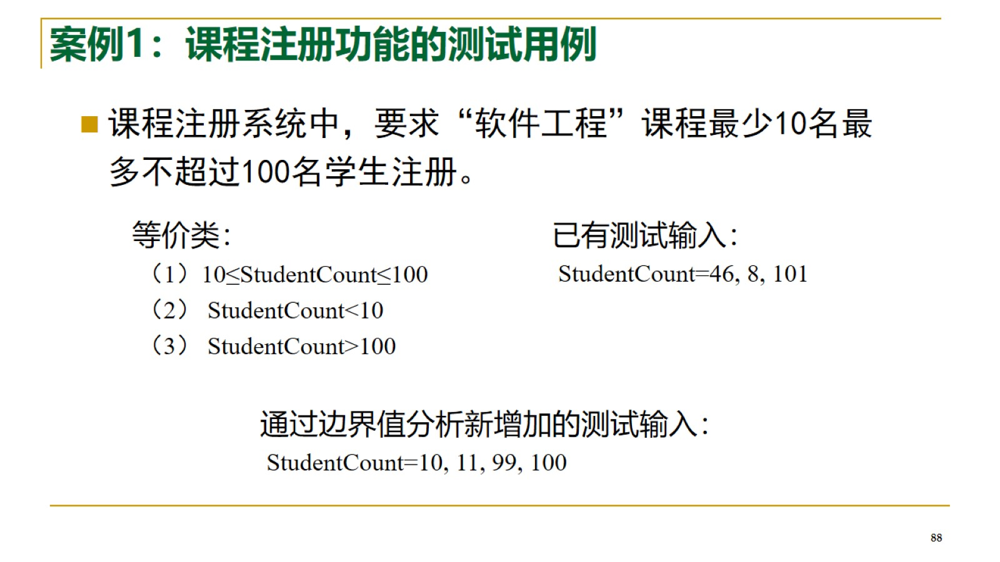 案例1：课程注册功能的测试用例
课程注册系统中，要求“软件工程”课程最少10名最
多不超过100名学生注册。
等价类：
（1）10≤StudentCount≤100
（2） StudentCount<10
（3） StudentCount>100
已有测试输入：
StudentCount=46, 8, 101
通过边界值分析新增加的测试输入：
StudentCount=10, 11, 99, 100
88